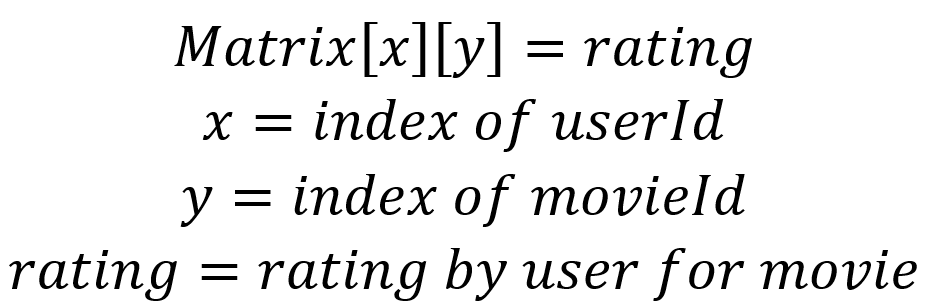 Matrix[x][y] = rating
x = index of userId
y = index of movieId
rating = rating by user for movie